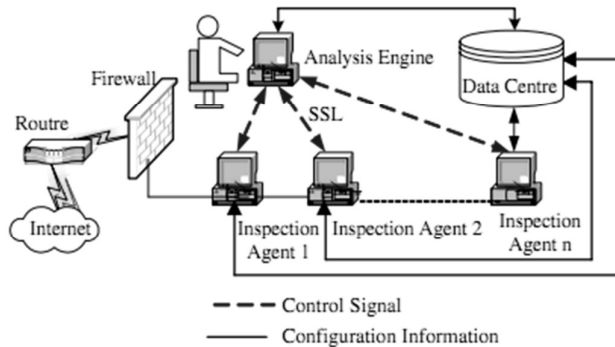 Analysis Engine
Firewall
Data Centre
Routre
SSL
Internet
Inspection
Agent 1
Inspection Agent 2
Inspection
Agent n
Control Signal
Configuration Information